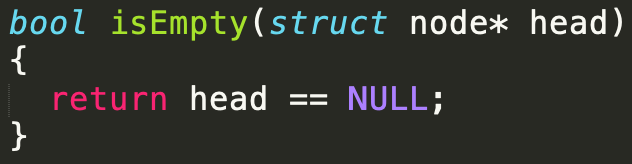 bool isEmpty(struct node* head)
{
  return head == NULL;
}